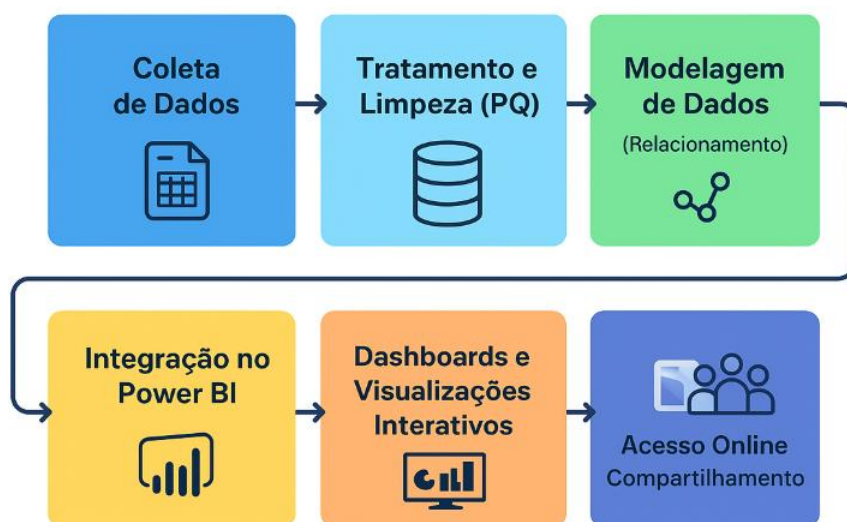 Coleta
de Dados
Tratamento e
Limpeza (PQ)
Modelagem
de Dados
(Relacionamento)
Integração no
Power BI
Dashboards e
Visualizações
Interativos
Acesso Online
Compartilhamento